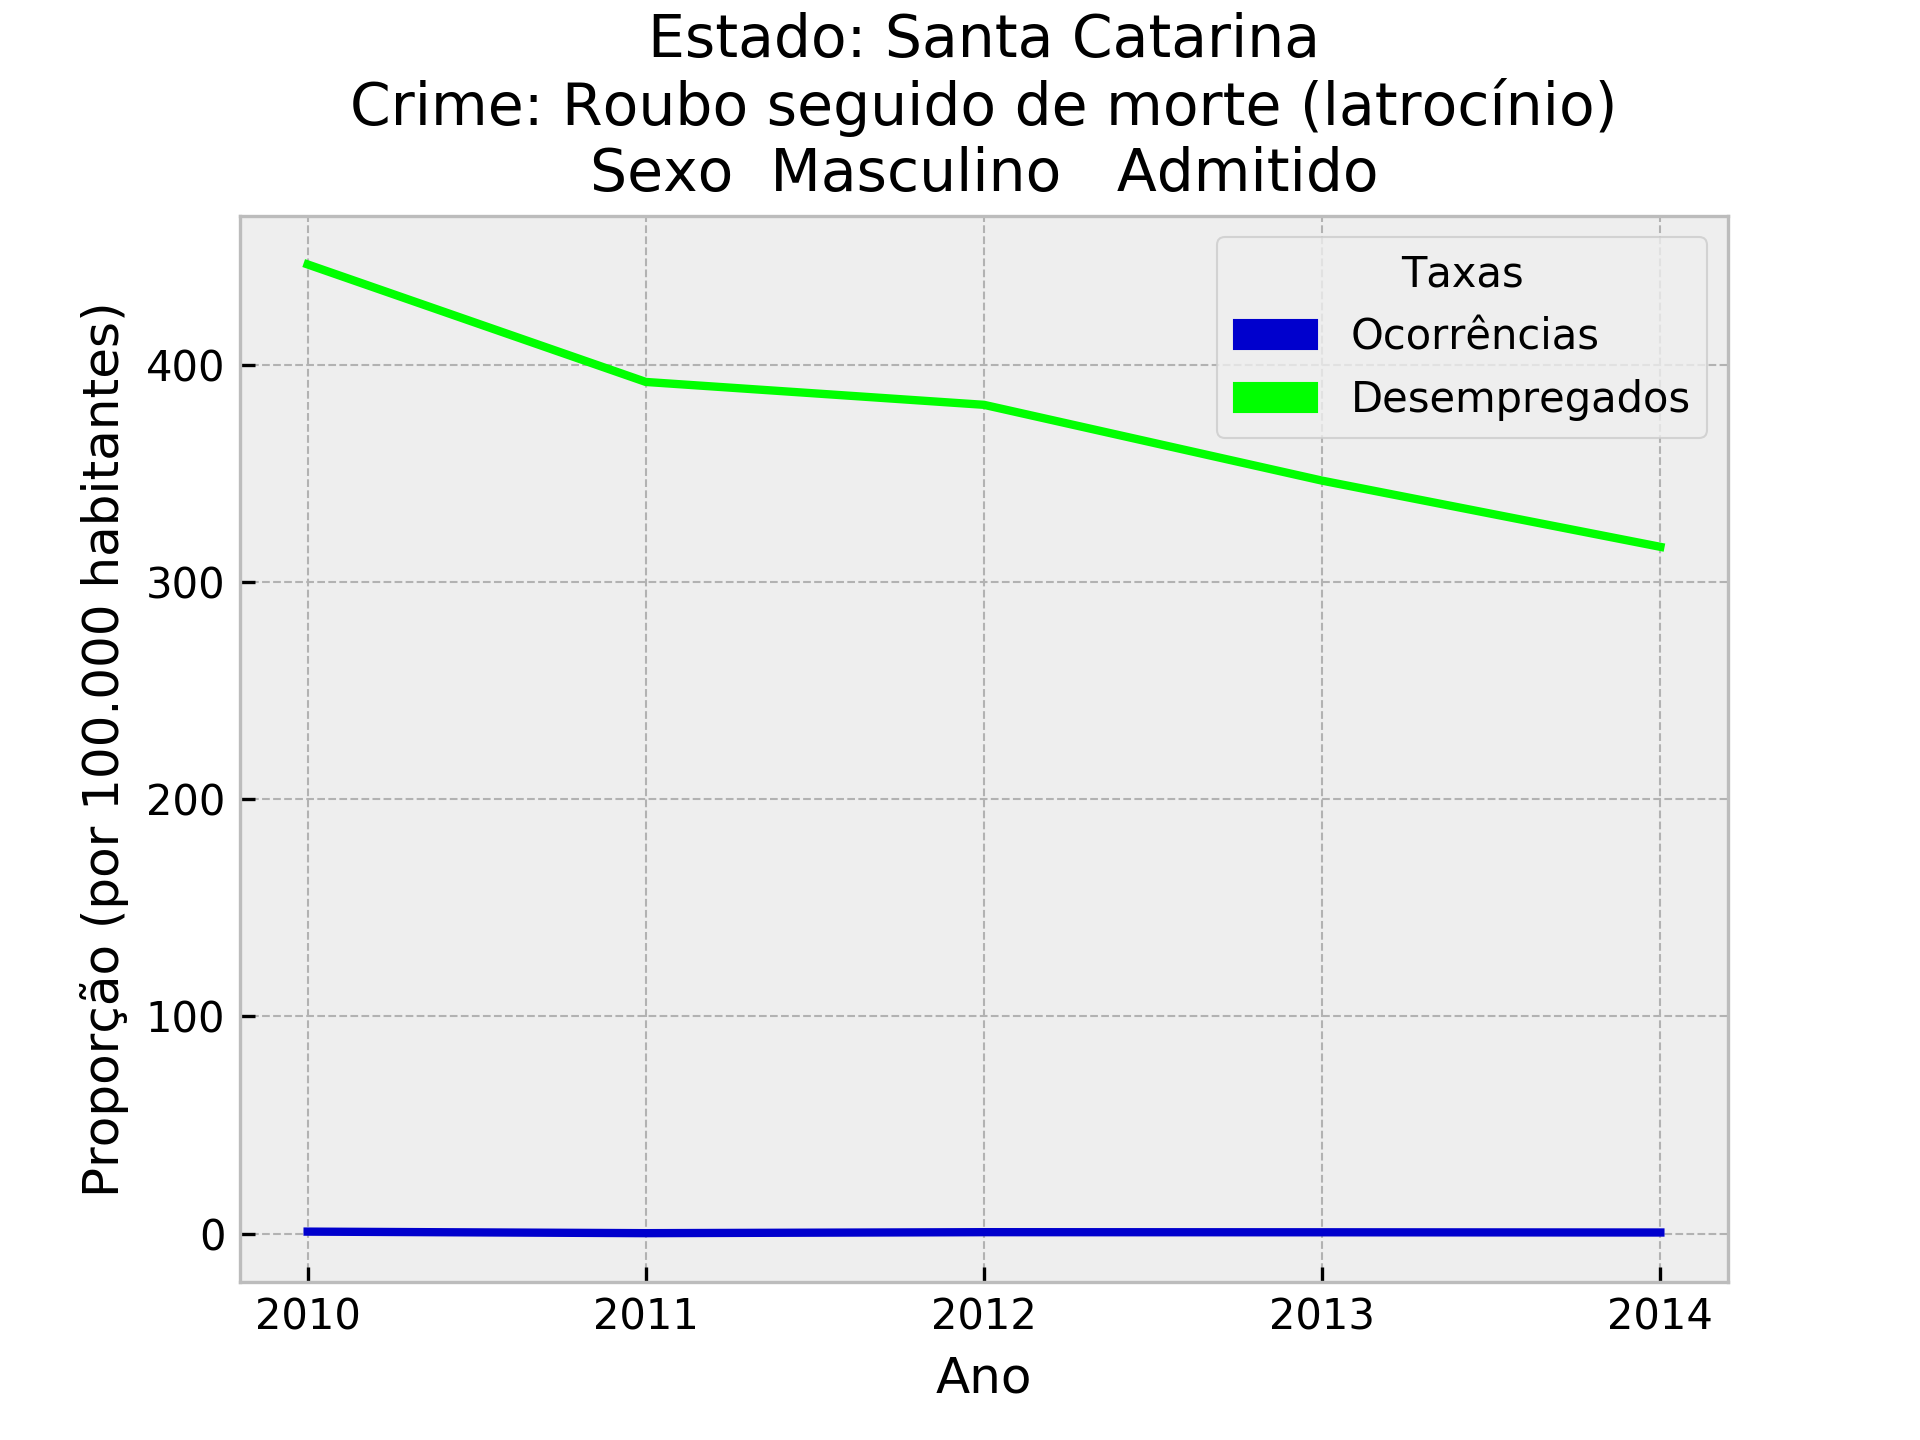 Estado: Santa Catarina
Crime: Roubo seguido de morte (latrocínio)
Sexo  Masculino   Admitido
Taxas
Ocorrências
Desempregados
Proporção (por 100.000 habitantes)
400
300
200
100
0
2010 2011 2012 2013 2014
Ano